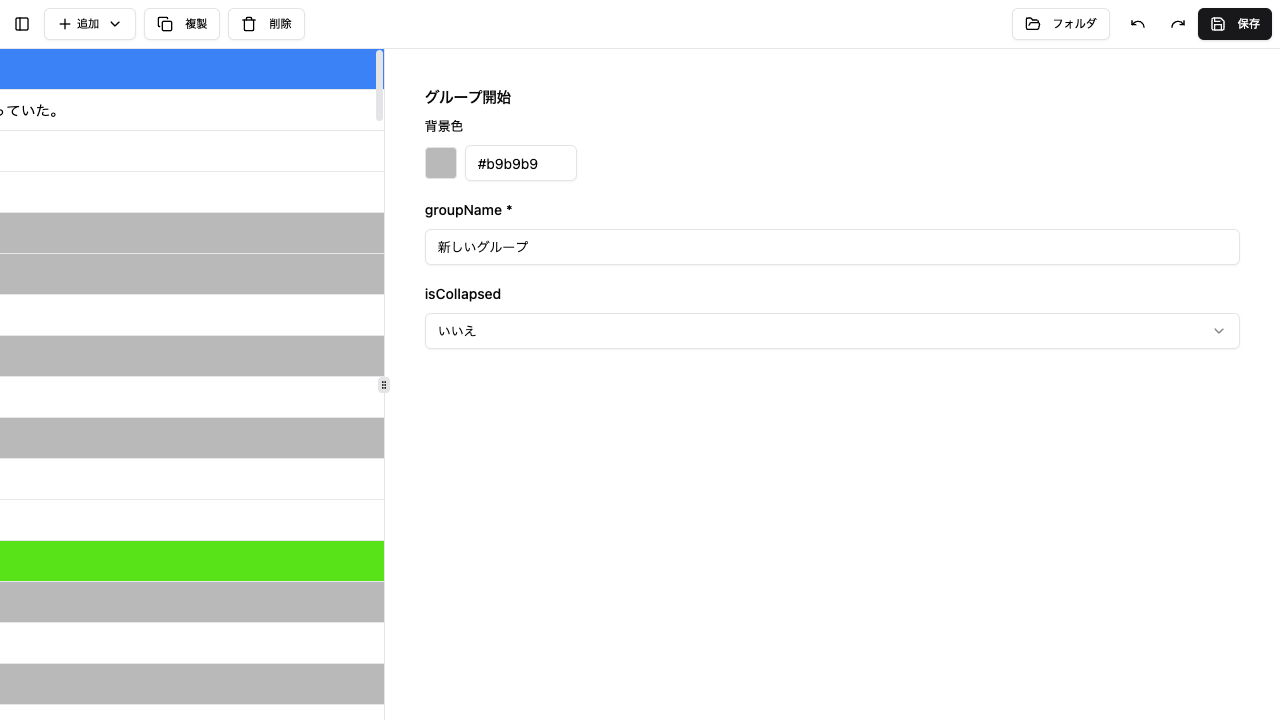 追加
複製
削除
フォルダ
保存
っていた。
グループ開始
背景色
#b9b9b9
groupName *
新しいグループ
isCollapsed
いいえ